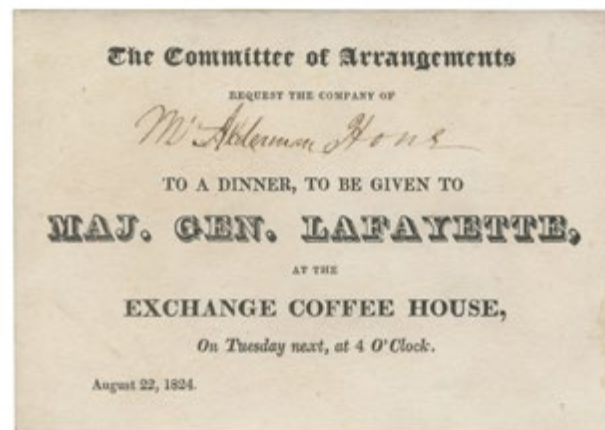 The Committee of Arrangements
REQUEST THE COMPANY OF
Mr Alderman Hone
TO A DINNER, TO BE GIVEN TO
MAJ. GEN. LAFAYETTE,
AT THE
EXCHANGE COFFEE HOUSE,
On Tuesday next, at 4 O'Clock.
August 22, 1824.